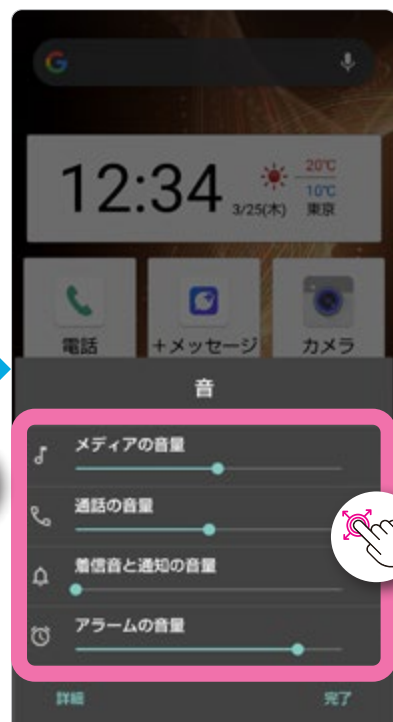 12:34
20℃
10℃
3/25(木) 東京
電話
+メッセージ
カメラ
音
メディアの音量
通話の音量
着信音と通知の音量
アラームの音量
詳細
完了